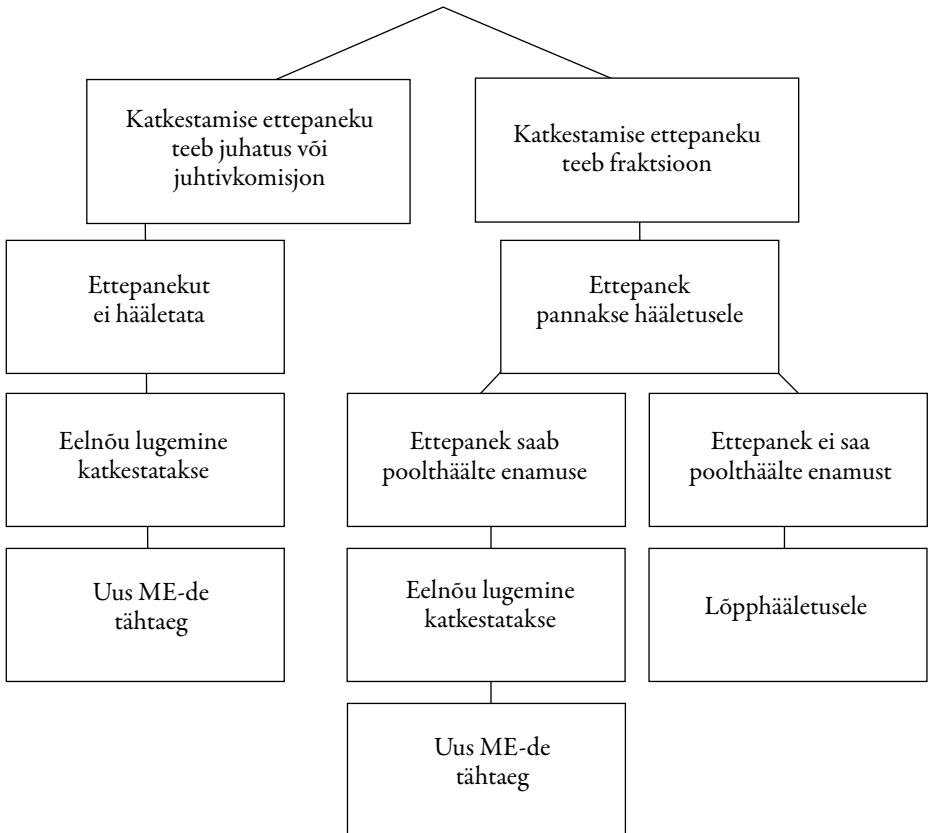 Katkestamise ettepaneku
teeb juhatus või
juhtivkomisjon
Katkestamise ettepaneku
teeb fraktsioon
Ettepanekut
ei hääletata
Ettepanek
pannakse hääletusele
Eelnõu lugemine
katkestatakse
Ettepanek saab
poolthäälte enamuse
Ettepanek ei saa
poolthäälte enamust
Uus ME-de
tähtaeg
Eelnõu lugemine
katkestatakse
Lõpphääletusele
Uus ME-de
tähtaeg